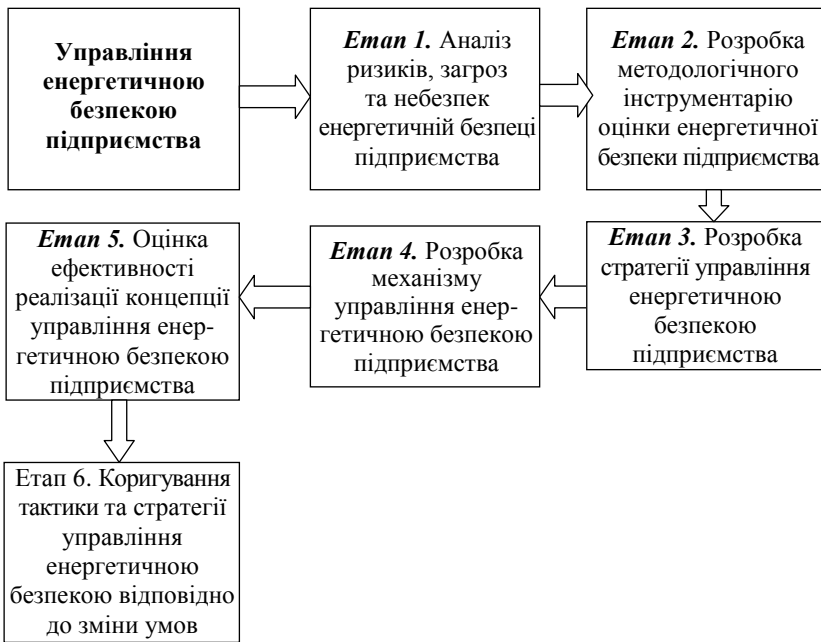 Управління
енергетичною
безпекою
підприємства
Етап 1. Аналіз
ризиків, загроз
та небезпек
енергетичній безпеці
підприємства
Етап 2. Розробка
методологічного
інструментарію
оцінки енергетичної
безпеки підприємства
Етап 3. Розробка
стратегії управління
енергетичною
безпекою
підприємства
Етап 4. Розробка
механізму
управління енер-
гетичною безпекою
підприємства
Етап 5. Оцінка
ефективності
реалізації концепції
управління енер-
гетичною безпекою
підприємства
Етап 6. Коригування
тактики та стратегії
управління
енергетичною
безпекою відповідно
до зміни умов